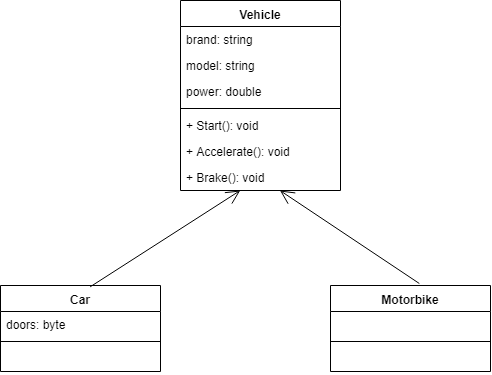 Vehicle
brand: string
model: string
power: double
+ Start(): void
+ Accelerate(): void
+ Brake(): void
Car
doors: byte
Motorbike